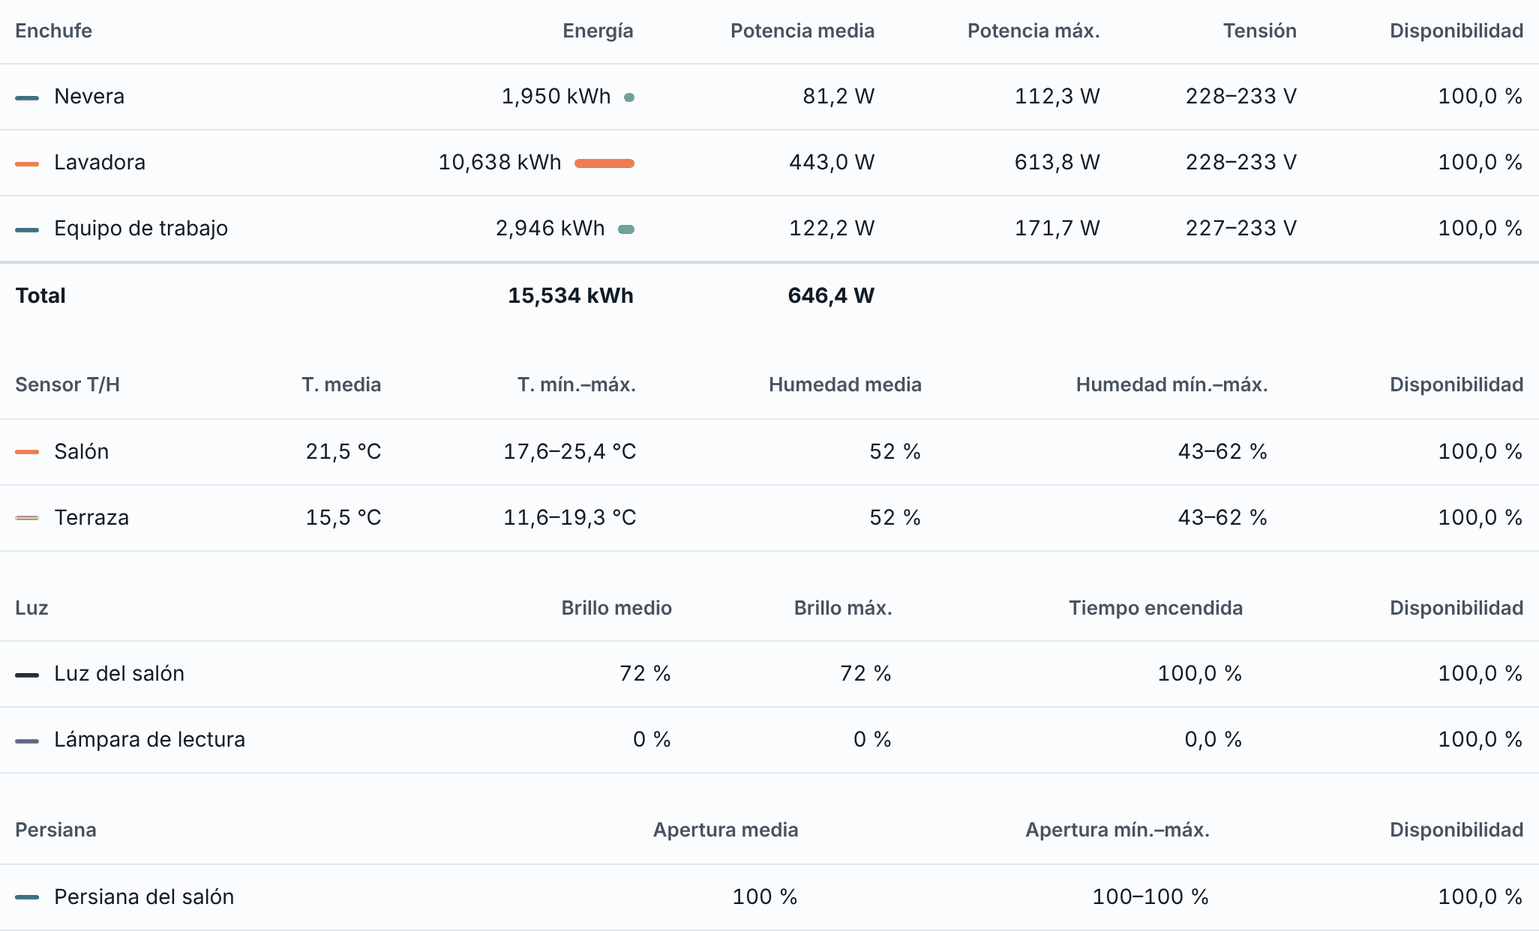 Enchufe Energía Potencia media Potencia máx. Tensión Disponibilidad
Nevera 1,950 kWh 81,2 W 112,3 W 228–233 V 100,0 %
Lavadora 10,638 kWh 443,0 W 613,8 W 228–233 V 100,0 %
Equipo de trabajo 2,946 kWh 122,2 W 171,7 W 227–233 V 100,0 %
Total 15,534 kWh 646,4 W
Sensor T/H T. media T. mín.–máx. Humedad media Humedad mín.–máx. Disponibilidad
Salón 21,5 °C 17,6–25,4 °C 52 % 43–62 % 100,0 %
Terraza 15,5 °C 11,6–19,3 °C 52 % 43–62 % 100,0 %
Luz Brillo medio Brillo máx. Tiempo encendida Disponibilidad
Luz del salón 72 % 72 % 100,0 % 100,0 %
Lámpara de lectura 0 % 0 % 0,0 % 100,0 %
Persiana Apertura media Apertura mín.–máx. Disponibilidad
Persiana del salón 100 % 100–100 % 100,0 %